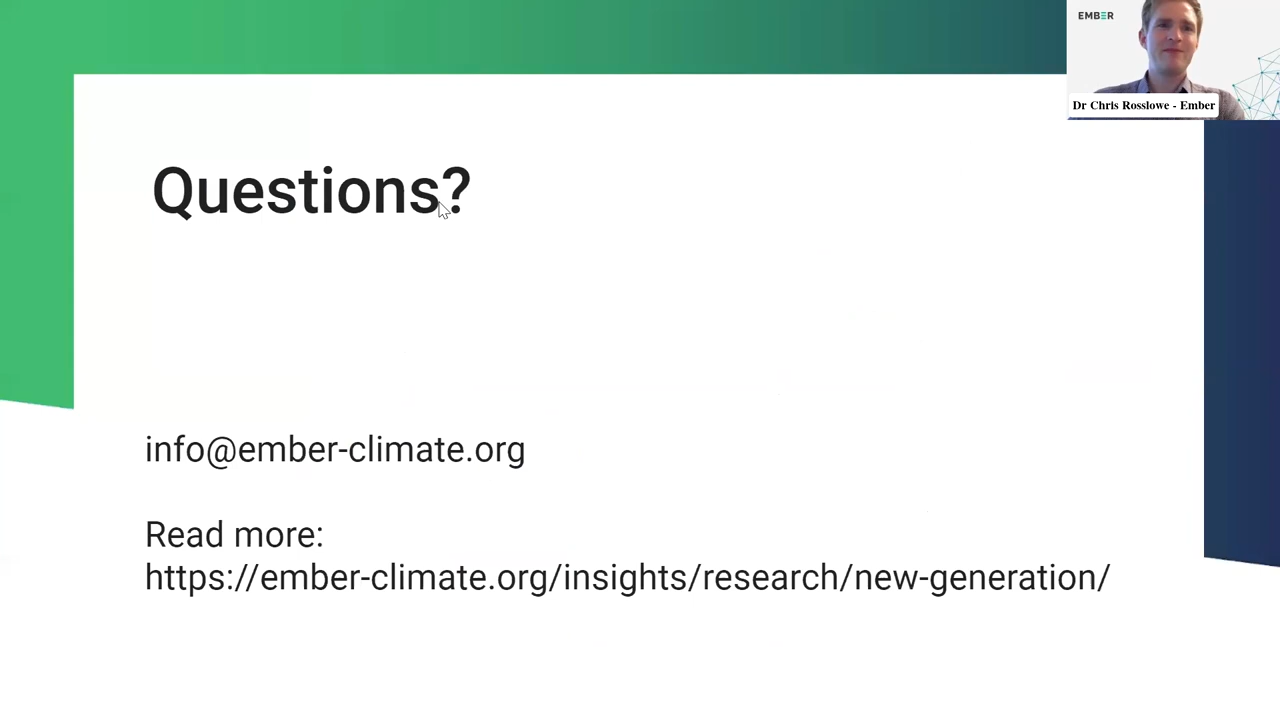 EMBER
Dr Chris Rosslowe - Ember
Questions?
info@ember-climate.org
Read more:
https://ember-climate.org/insights/research/new-generation/